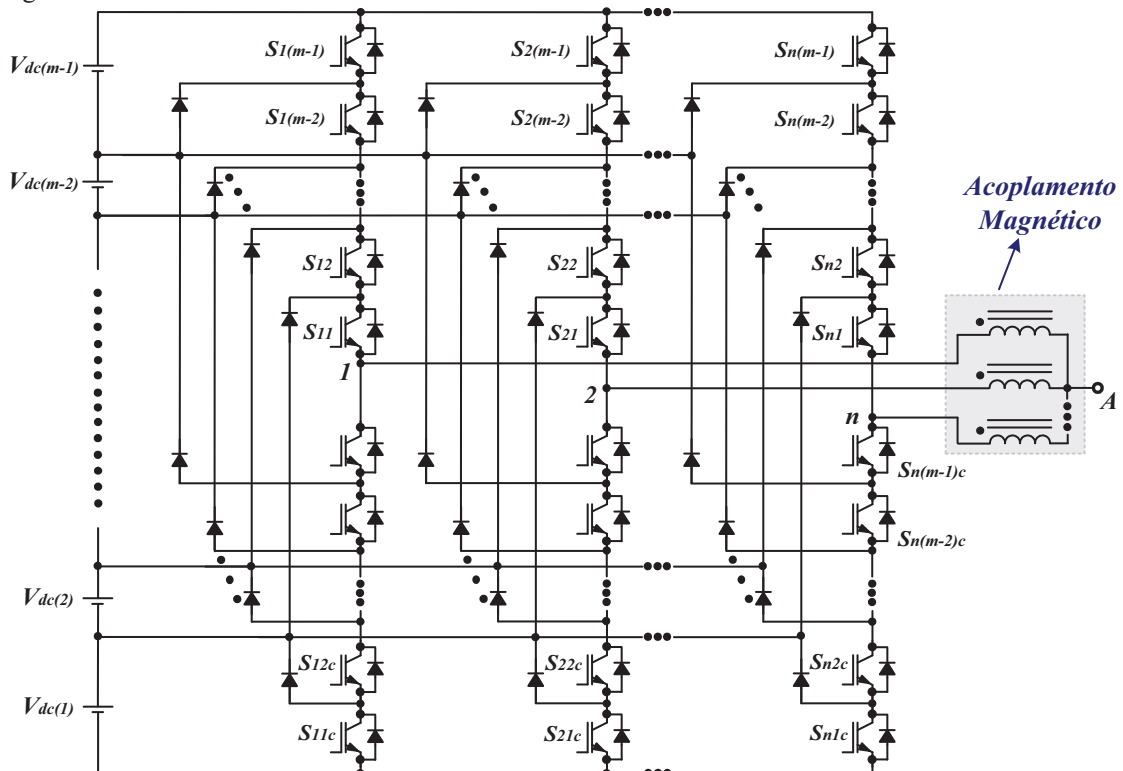 S1(m-1)
S2(m-1)
Sn(m-1)
Vdc(m-1)
S1(m-2)
S2(m-2)
Sn(m-2)
Vdc(m-2)
Acoplamento
Magnético
S12
S22
Sn2
S11
S21
Sn1
1
2
n
A
Sn(m-1)c
Sn(m-2)c
Vdc(2)
S12c
S22c
Sn2c
Vdc(1)
S11c
S21c
Sn1c